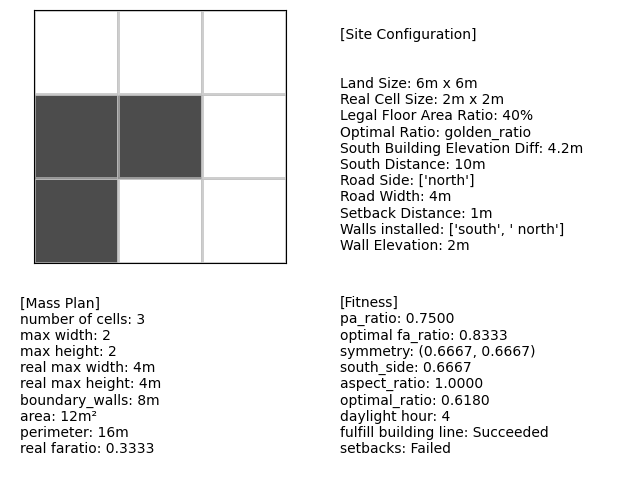 [Site Configuration]
Land Size: 6m x 6m
Real Cell Size: 2m x 2m
Legal Floor Area Ratio: 40%
Optimal Ratio: golden_ratio
South Building Elevation Diff: 4.2m
South Distance: 10m
Road Side: ['north']
Road Width: 4m
Setback Distance: 1m
Walls installed: ['south', ' north']
Wall Elevation: 2m
[Mass Plan]
number of cells: 3
max width: 2
max height: 2
real max width: 4m
real max height: 4m
boundary_walls: 8m
area: 12m²
perimeter: 16m
real faratio: 0.3333
[Fitness]
pa_ratio: 0.7500
optimal fa_ratio: 0.8333
symmetry: (0.6667, 0.6667)
south_side: 0.6667
aspect_ratio: 1.0000
optimal_ratio: 0.6180
daylight hour: 4
fulfill building line: Succeeded
setbacks: Failed